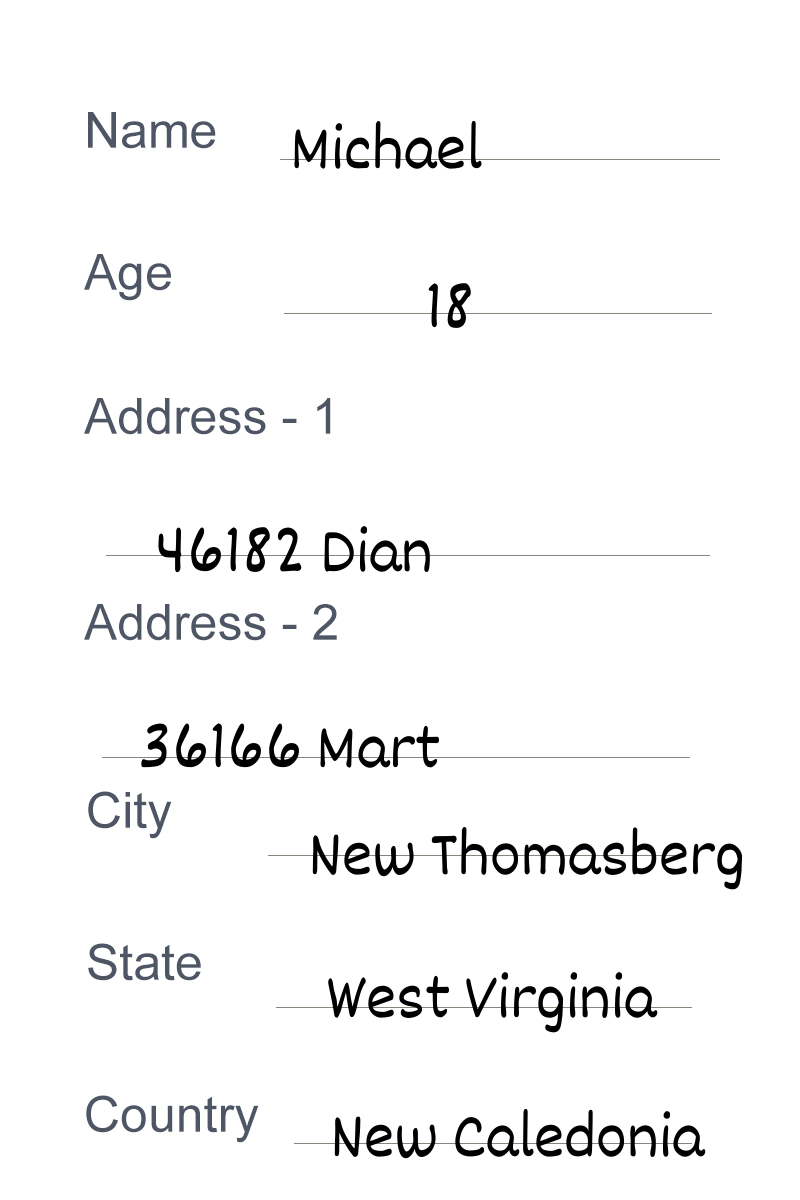 Name Michael
Age 18
Address - 1
46182 Dian
Address - 2
36166 Mart
City New Thomasberg
State West Virginia
Country New Caledonia